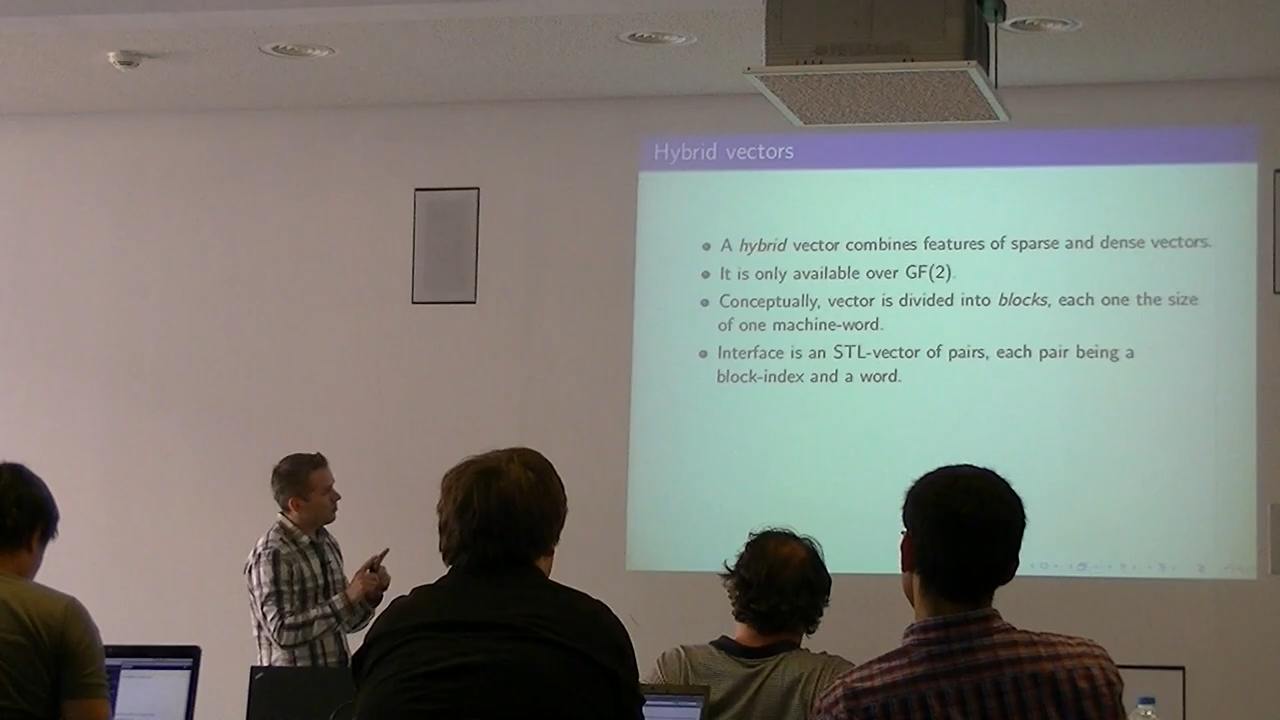 Hybrid vectors
A hybrid vector combines features of sparse and dense vectors.
It is only available over GF(2).
Conceptually, vector is divided into blocks, each one the size
of one machine-word.
Interface is an STL-vector of pairs, each pair being a
block-index and a word.